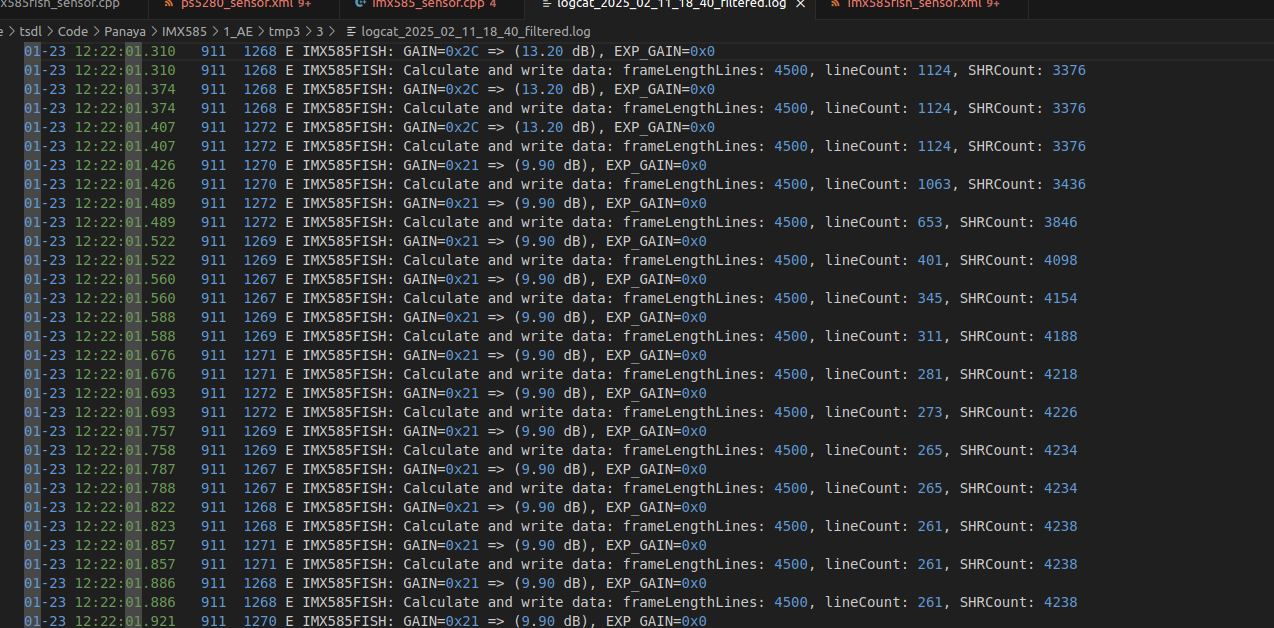 x585fish_sensor.cpp ps5280_sensor.xml 9+ imx585_sensor.cpp 4 logcat_2025_02_11_18_40_filtered.log × imx585fish_sensor.xml 9+
e > tsdl > Code > Panaya > IMX585 > 1_AE > tmp3 > 3 > logcat_2025_02_11_18_40_filtered.log
01-23 12:22:01.310 911 1268 E IMX585FISH: GAIN=0x2C => (13.20 dB), EXP_GAIN=0x0
01-23 12:22:01.310 911 1268 E IMX585FISH: Calculate and write data: frameLengthLines: 4500, lineCount: 1124, SHRCount: 3376
01-23 12:22:01.374 911 1268 E IMX585FISH: GAIN=0x2C => (13.20 dB), EXP_GAIN=0x0
01-23 12:22:01.374 911 1268 E IMX585FISH: Calculate and write data: frameLengthLines: 4500, lineCount: 1124, SHRCount: 3376
01-23 12:22:01.407 911 1272 E IMX585FISH: GAIN=0x2C => (13.20 dB), EXP_GAIN=0x0
01-23 12:22:01.407 911 1272 E IMX585FISH: Calculate and write data: frameLengthLines: 4500, lineCount: 1124, SHRCount: 3376
01-23 12:22:01.426 911 1270 E IMX585FISH: GAIN=0x21 => (9.90 dB), EXP_GAIN=0x0
01-23 12:22:01.426 911 1270 E IMX585FISH: Calculate and write data: frameLengthLines: 4500, lineCount: 1063, SHRCount: 3436
01-23 12:22:01.489 911 1272 E IMX585FISH: GAIN=0x21 => (9.90 dB), EXP_GAIN=0x0
01-23 12:22:01.489 911 1272 E IMX585FISH: Calculate and write data: frameLengthLines: 4500, lineCount: 653, SHRCount: 3846
01-23 12:22:01.522 911 1269 E IMX585FISH: GAIN=0x21 => (9.90 dB), EXP_GAIN=0x0
01-23 12:22:01.522 911 1269 E IMX585FISH: Calculate and write data: frameLengthLines: 4500, lineCount: 401, SHRCount: 4098
01-23 12:22:01.560 911 1267 E IMX585FISH: GAIN=0x21 => (9.90 dB), EXP_GAIN=0x0
01-23 12:22:01.560 911 1267 E IMX585FISH: Calculate and write data: frameLengthLines: 4500, lineCount: 345, SHRCount: 4154
01-23 12:22:01.588 911 1269 E IMX585FISH: GAIN=0x21 => (9.90 dB), EXP_GAIN=0x0
01-23 12:22:01.588 911 1269 E IMX585FISH: Calculate and write data: frameLengthLines: 4500, lineCount: 311, SHRCount: 4188
01-23 12:22:01.676 911 1271 E IMX585FISH: GAIN=0x21 => (9.90 dB), EXP_GAIN=0x0
01-23 12:22:01.676 911 1271 E IMX585FISH: Calculate and write data: frameLengthLines: 4500, lineCount: 281, SHRCount: 4218
01-23 12:22:01.693 911 1272 E IMX585FISH: GAIN=0x21 => (9.90 dB), EXP_GAIN=0x0
01-23 12:22:01.693 911 1272 E IMX585FISH: Calculate and write data: frameLengthLines: 4500, lineCount: 273, SHRCount: 4226
01-23 12:22:01.757 911 1269 E IMX585FISH: GAIN=0x21 => (9.90 dB), EXP_GAIN=0x0
01-23 12:22:01.758 911 1269 E IMX585FISH: Calculate and write data: frameLengthLines: 4500, lineCount: 265, SHRCount: 4234
01-23 12:22:01.787 911 1267 E IMX585FISH: GAIN=0x21 => (9.90 dB), EXP_GAIN=0x0
01-23 12:22:01.788 911 1267 E IMX585FISH: Calculate and write data: frameLengthLines: 4500, lineCount: 265, SHRCount: 4234
01-23 12:22:01.822 911 1268 E IMX585FISH: GAIN=0x21 => (9.90 dB), EXP_GAIN=0x0
01-23 12:22:01.823 911 1268 E IMX585FISH: Calculate and write data: frameLengthLines: 4500, lineCount: 261, SHRCount: 4238
01-23 12:22:01.857 911 1271 E IMX585FISH: GAIN=0x21 => (9.90 dB), EXP_GAIN=0x0
01-23 12:22:01.857 911 1271 E IMX585FISH: Calculate and write data: frameLengthLines: 4500, lineCount: 261, SHRCount: 4238
01-23 12:22:01.886 911 1268 E IMX585FISH: GAIN=0x21 => (9.90 dB), EXP_GAIN=0x0
01-23 12:22:01.886 911 1268 E IMX585FISH: Calculate and write data: frameLengthLines: 4500, lineCount: 261, SHRCount: 4238
01-23 12:22:01.921 911 1270 E IMX585FISH: GAIN=0x21 => (9.90 dB), EXP_GAIN=0x0